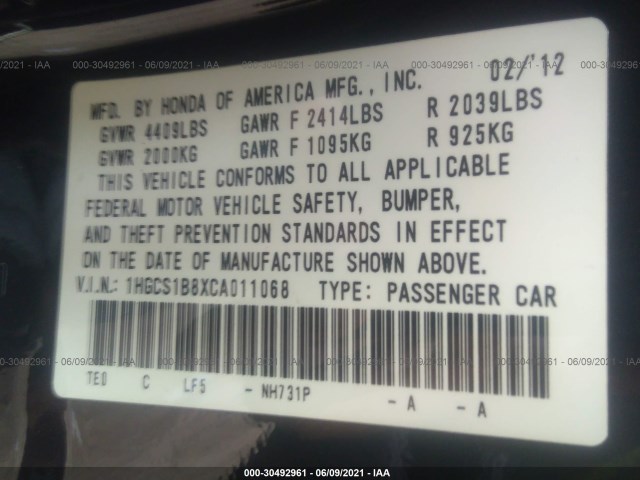 000-30492961 - 06/09/2021 - IAA
MFD. BY HONDA OF AMERICA MFG., INC. 02/'12
GVWR 4409LBS GAWR F 2414LBS R 2039LBS
GVWR 2000KG GAWR F 1095KG R 925KG
THIS VEHICLE CONFORMS TO ALL APPLICABLE
FEDERAL MOTOR VEHICLE SAFETY, BUMPER,
AND THEFT PREVENTION STANDARDS IN EFFECT
ON THE DATE OF MANUFACTURE SHOWN ABOVE.
V.I.N.: 1HGCS1B8XCA011068 TYPE: PASSENGER CAR
TE0 C LF5 - NH731P - A - A
000-30492961 - 06/09/2021 - IAA